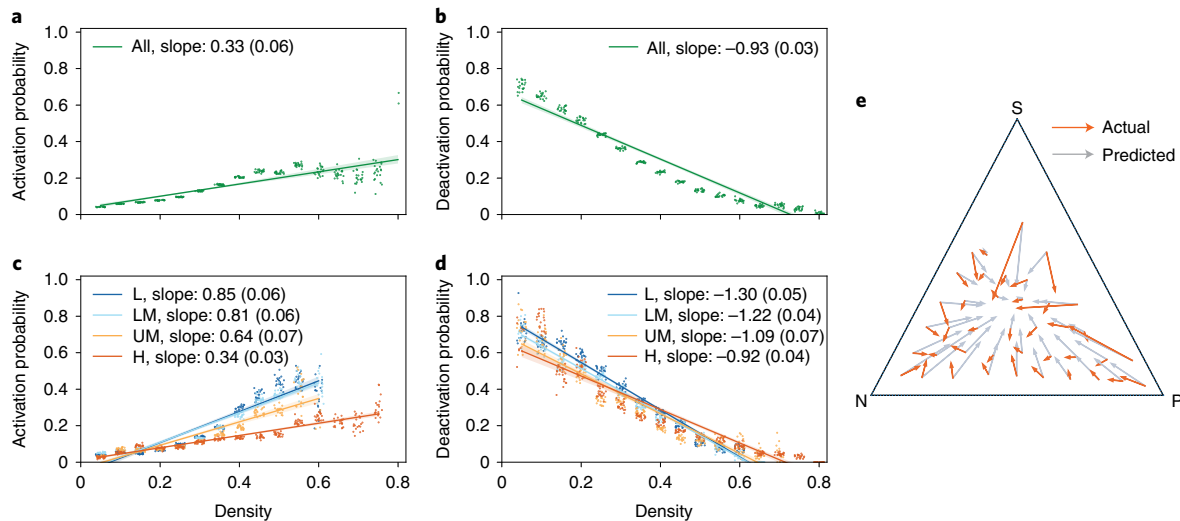 a
1.0
0.8
0.6
0.4
0.2
0
Activation probability
All, slope: 0.33 (0.06)
b
1.0
0.8
0.6
0.4
0.2
0
Deactivation probability
All, slope: –0.93 (0.03)
c
1.0
0.8
0.6
0.4
0.2
0
Activation probability
L, slope: 0.85 (0.06)
LM, slope: 0.81 (0.06)
UM, slope: 0.64 (0.07)
H, slope: 0.34 (0.03)
0 0.2 0.4 0.6 0.8
Density
d
1.0
0.8
0.6
0.4
0.2
0
Deactivation probability
L, slope: –1.30 (0.05)
LM, slope: –1.22 (0.04)
UM, slope: –1.09 (0.07)
H, slope: –0.92 (0.04)
0 0.2 0.4 0.6 0.8
Density
e
S
Actual
Predicted
N
P